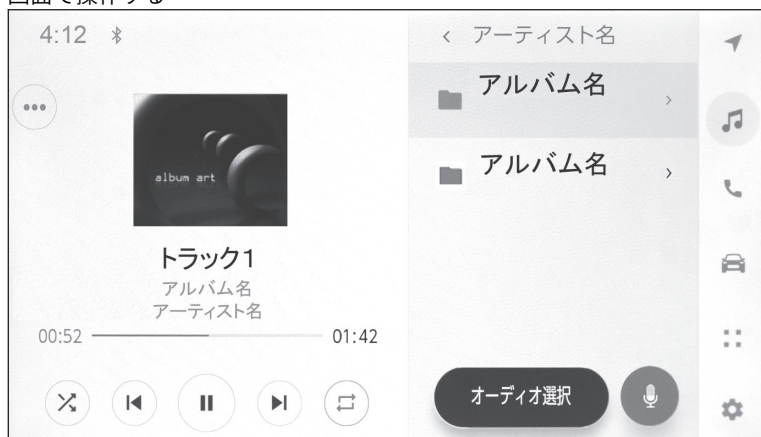 画面で操作する
4:12
アーティスト名
アルバム名
アルバム名
album art
トラック1
アルバム名
アーティスト名
00:52
01:42
オーディオ選択